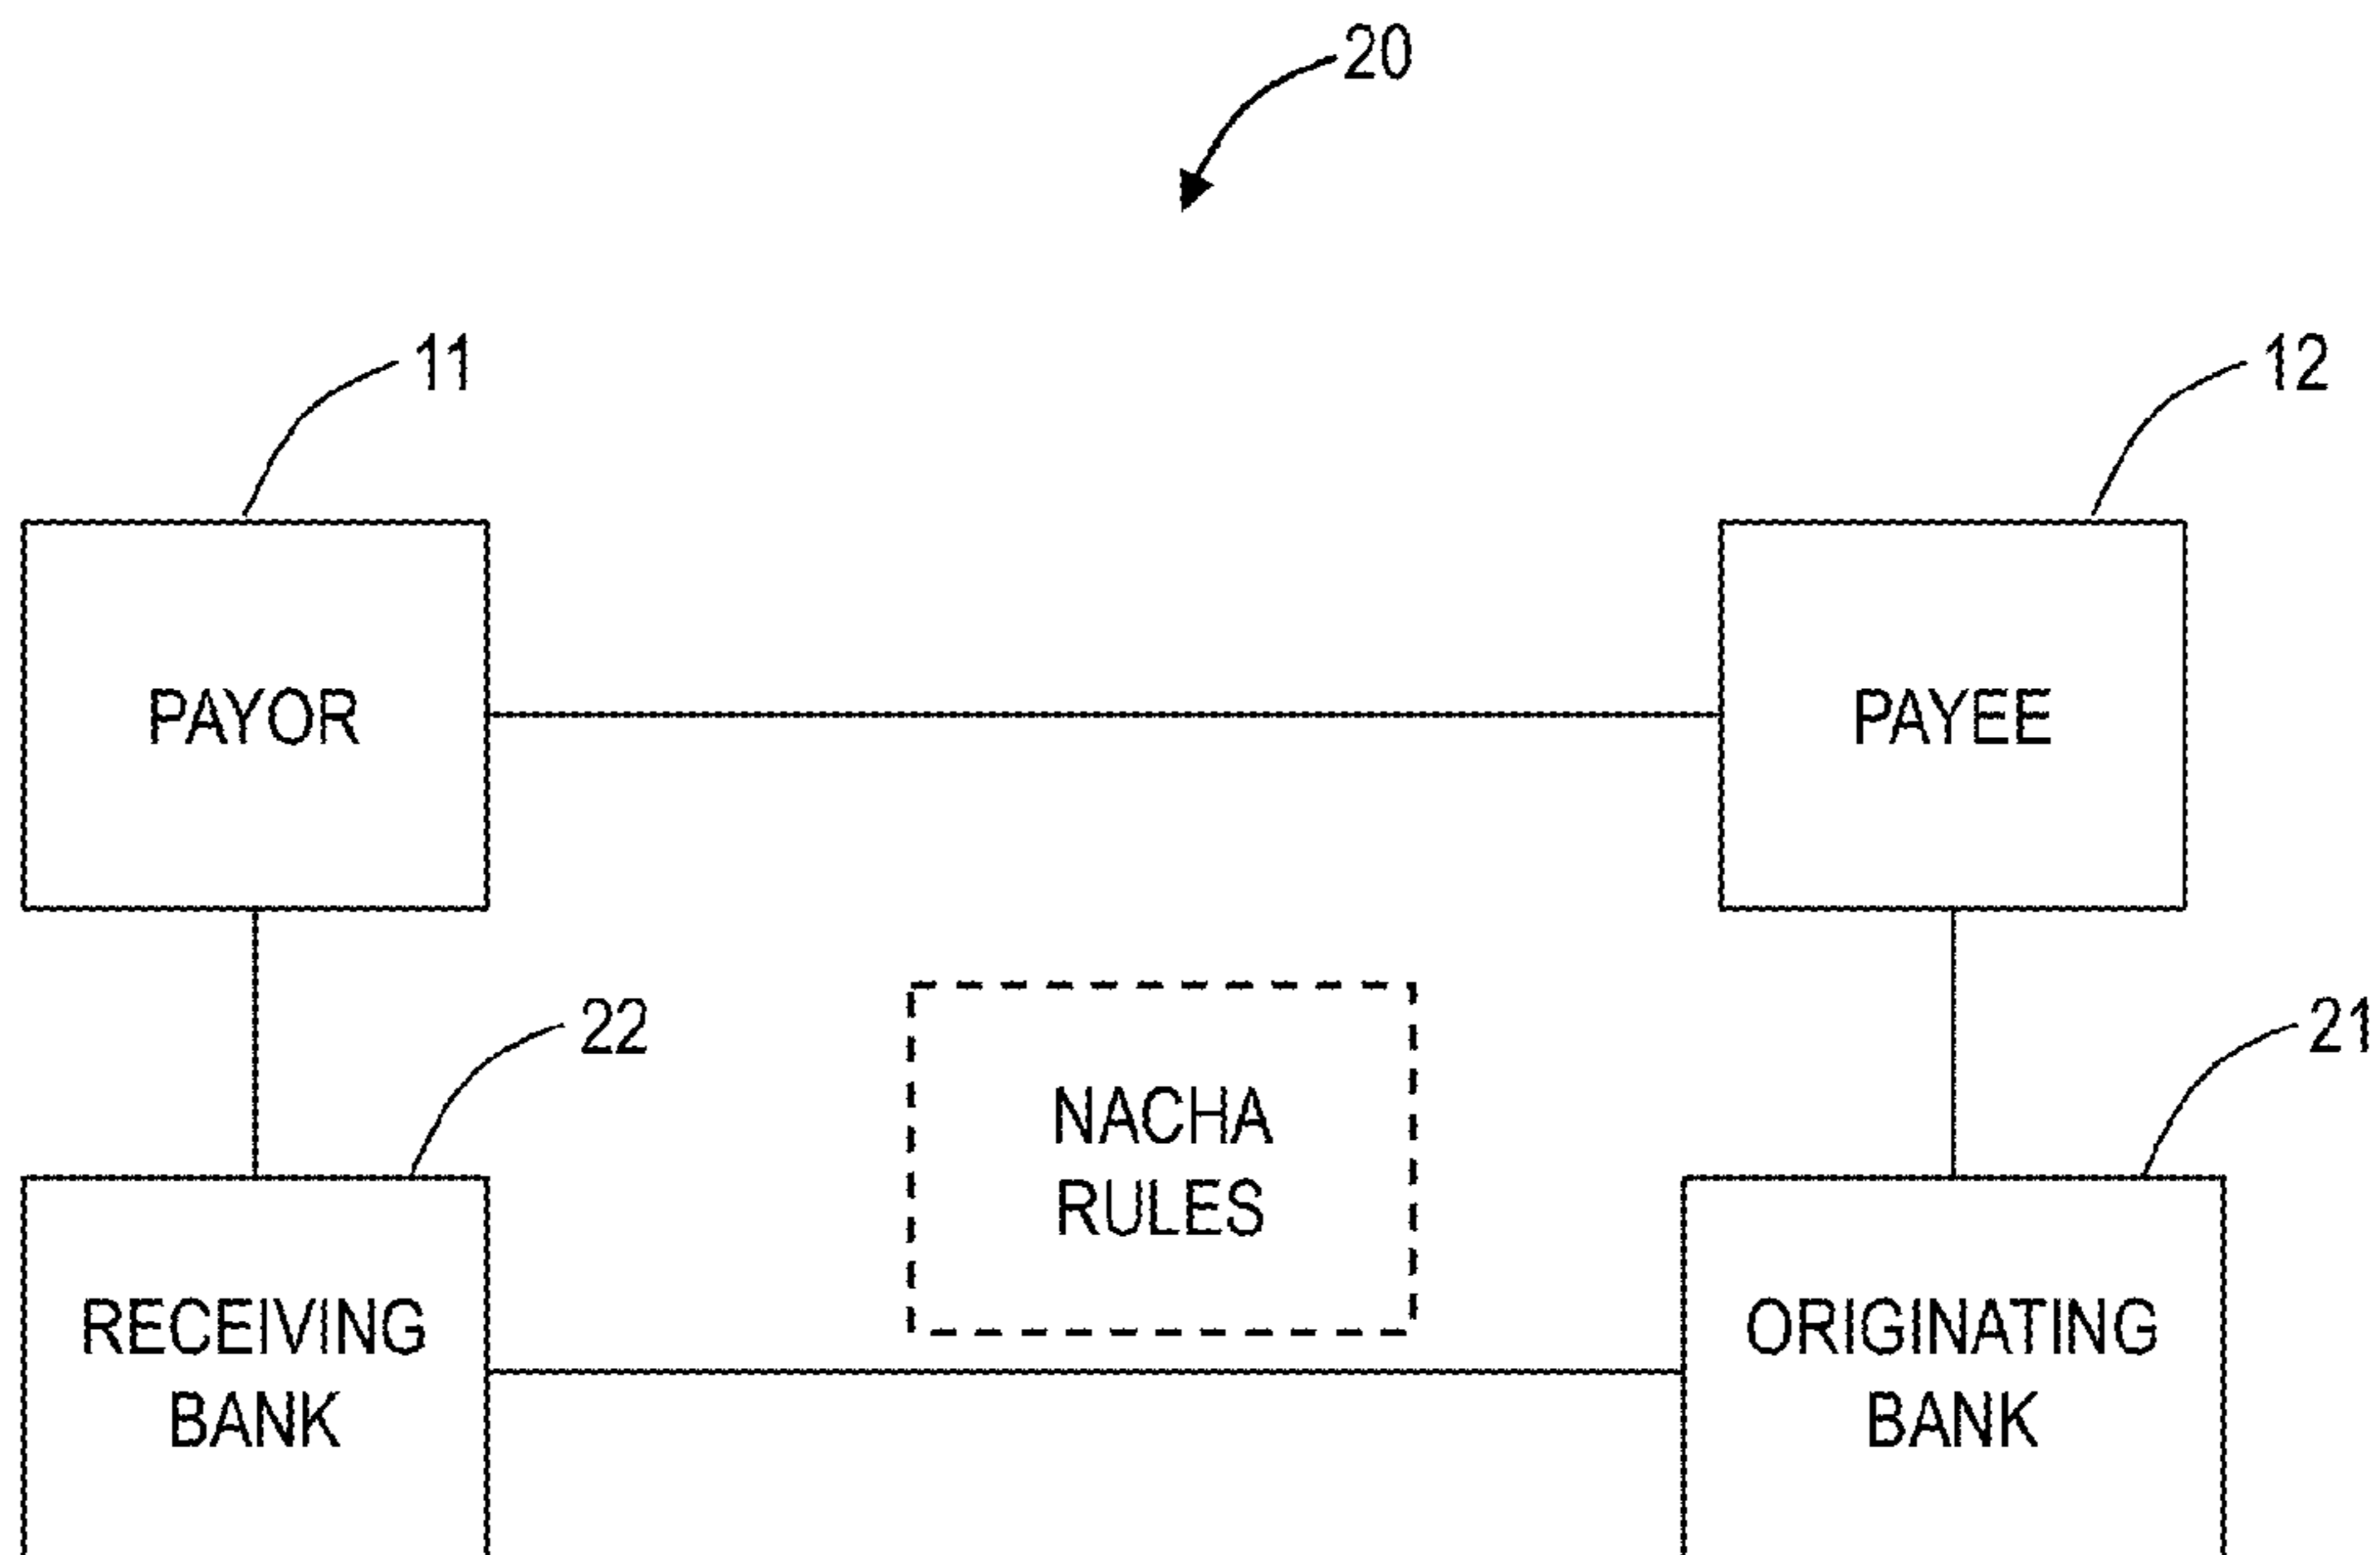 20
11
12
PAYOR
PAYEE
22
21
NACHA
RULES
RECEIVING
BANK
ORIGINATING
BANK